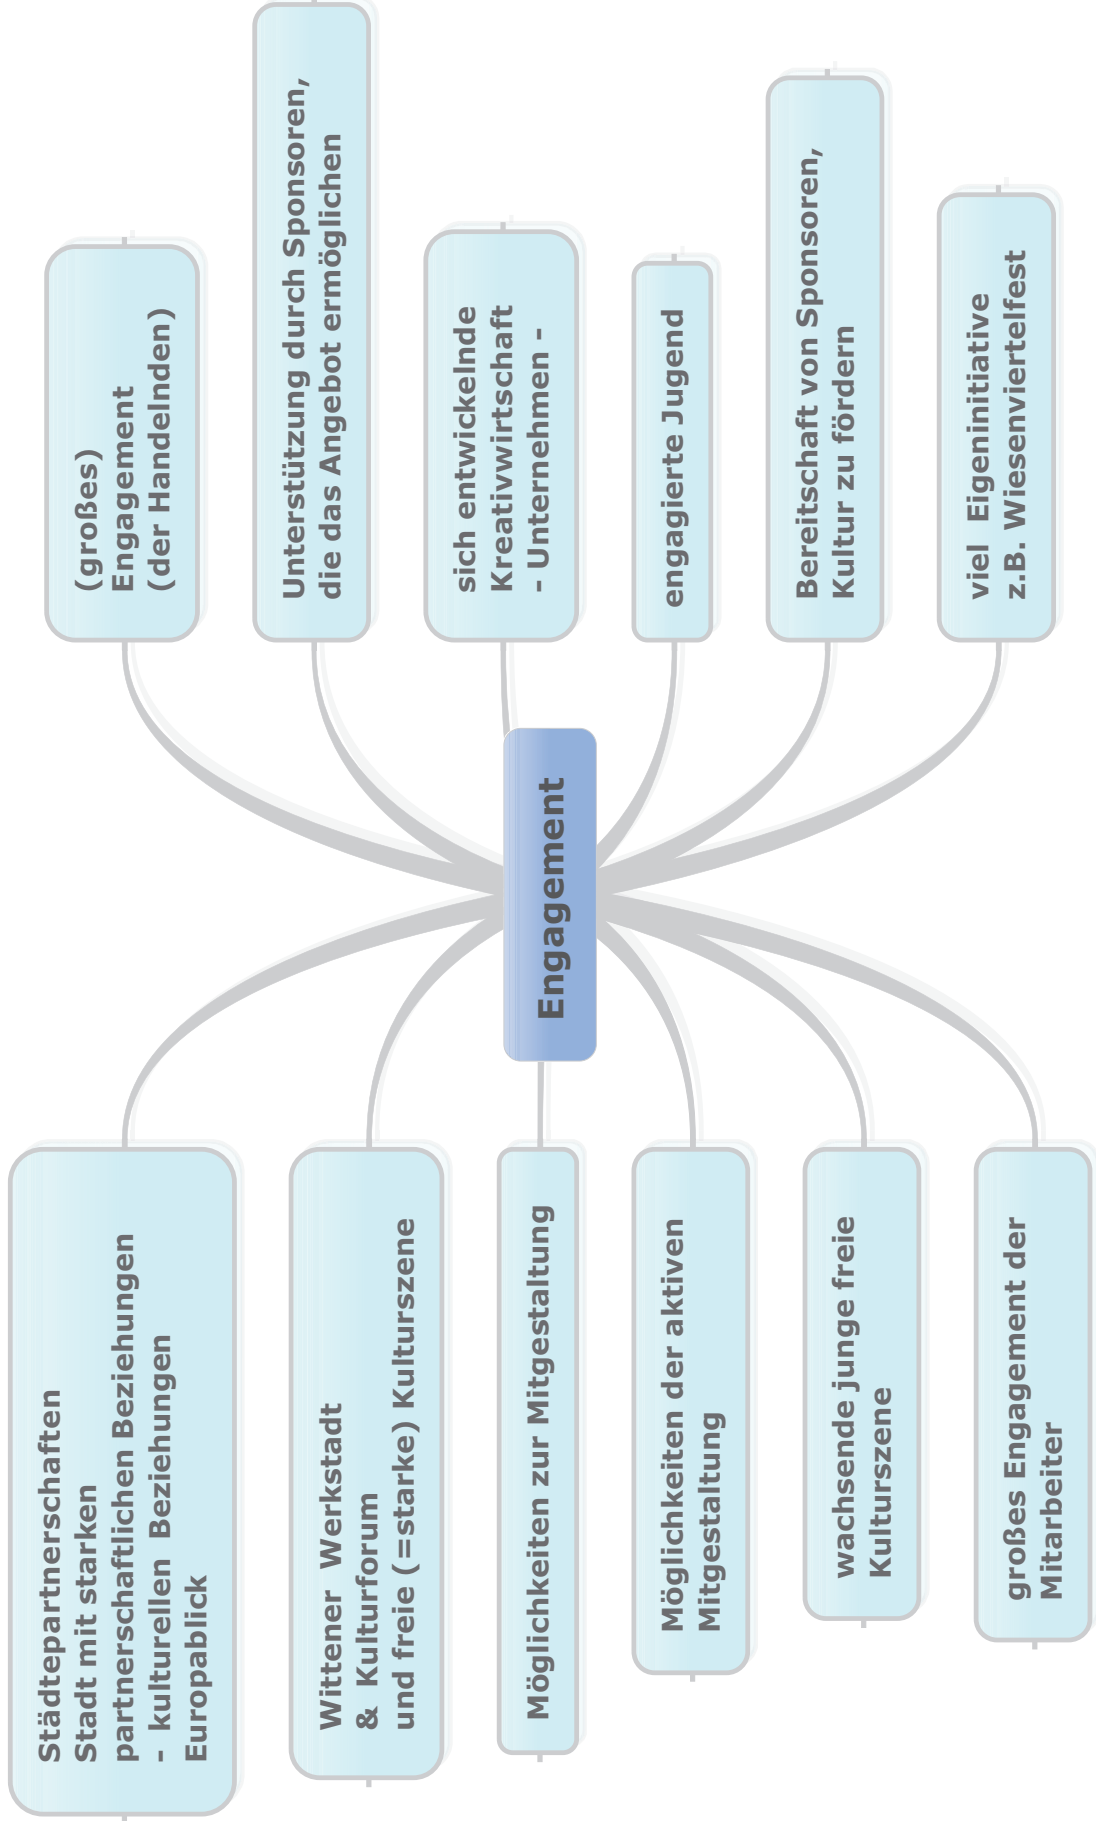 Städtepartnerschaften
Stadt mit starken
partnerschaftlichen Beziehungen
- kulturellen Beziehungen
Europablick
Wittener Werkstadt
& Kulturforum
und freie (=starke) Kulturszene
Möglichkeiten zur Mitgestaltung
Möglichkeiten der aktiven
Mitgestaltung
wachsende junge freie
Kulturszene
großes Engagement der
Mitarbeiter
Engagement
(großes)
Engagement
(der Handelnden)
Unterstützung durch Sponsoren,
die das Angebot ermöglichen
sich entwickelnde
Kreativwirtschaft
- Unternehmen -
engagierte Jugend
Bereitschaft von Sponsoren,
Kultur zu fördern
viel Eigeninitiative
z.B. Wiesenviertelfest